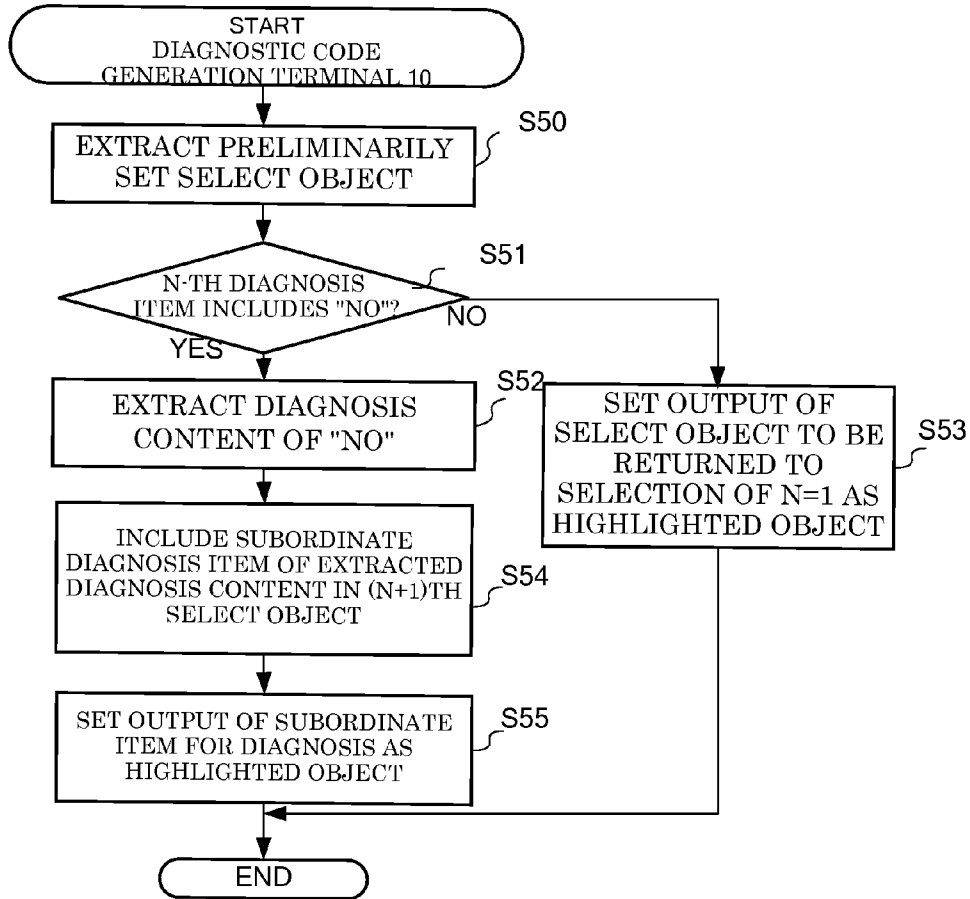 START
DIAGNOSTIC CODE
GENERATION TERMINAL 10
S50
EXTRACT PRELIMINARILY
SET SELECT OBJECT
S51
N-TH DIAGNOSIS
ITEM INCLUDES "NO"?
NO
YES
S52
EXTRACT DIAGNOSIS
CONTENT OF "NO"
SET OUTPUT OF
SELECT OBJECT TO BE
RETURNED TO
SELECTION OF N=1 AS
HIGHLIGHTED OBJECT
S53
INCLUDE SUBORDINATE
DIAGNOSIS ITEM OF EXTRACTED
DIAGNOSIS CONTENT IN (N+1)TH
SELECT OBJECT
S54
SET OUTPUT OF SUBORDINATE
ITEM FOR DIAGNOSIS AS
HIGHLIGHTED OBJECT
S55
END